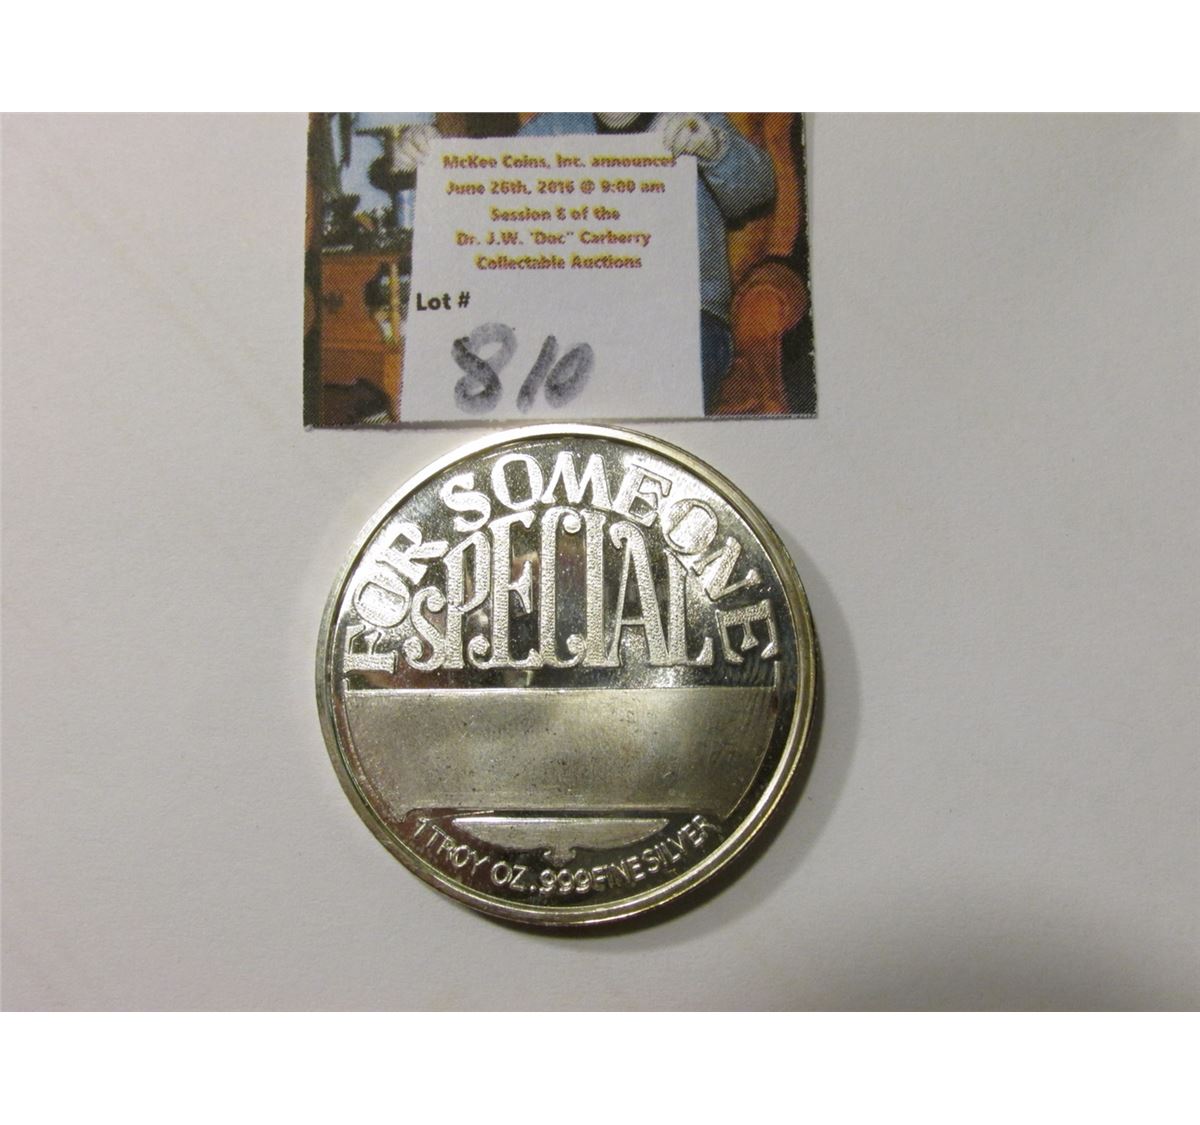 McKee Coins, Inc. announces
June 26th, 2016 @ 9:00 am
Session 6 of the
Dr. J.W. "Doc" Carberry
Collectable Auctions
Lot #
810
FOR SOMEONE
SPECIAL
1 TROY OZ. .999 FINE SILVER